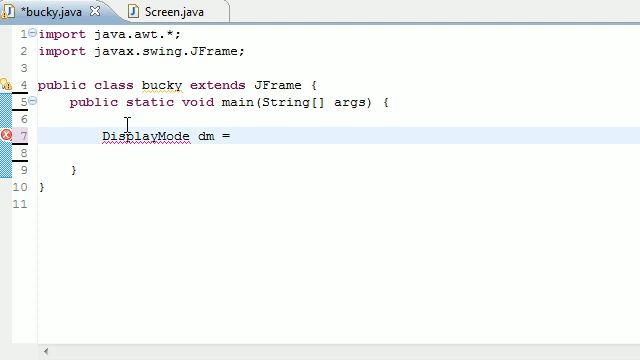 *bucky.java Screen.java
1 import java.awt.*;
2 import javax.swing.JFrame;
3
4 public class bucky extends JFrame {
5 public static void main(String[] args) {
6
7 DisplayMode dm =
8
9 }
10 }
11